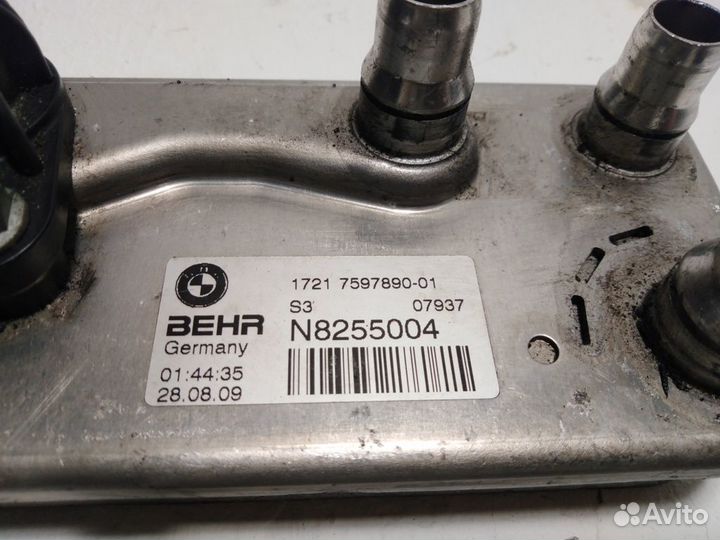 1721 7597890-01
S3 07937
BEHR N8255004
Germany
01:44:35
28.08.09
Avito